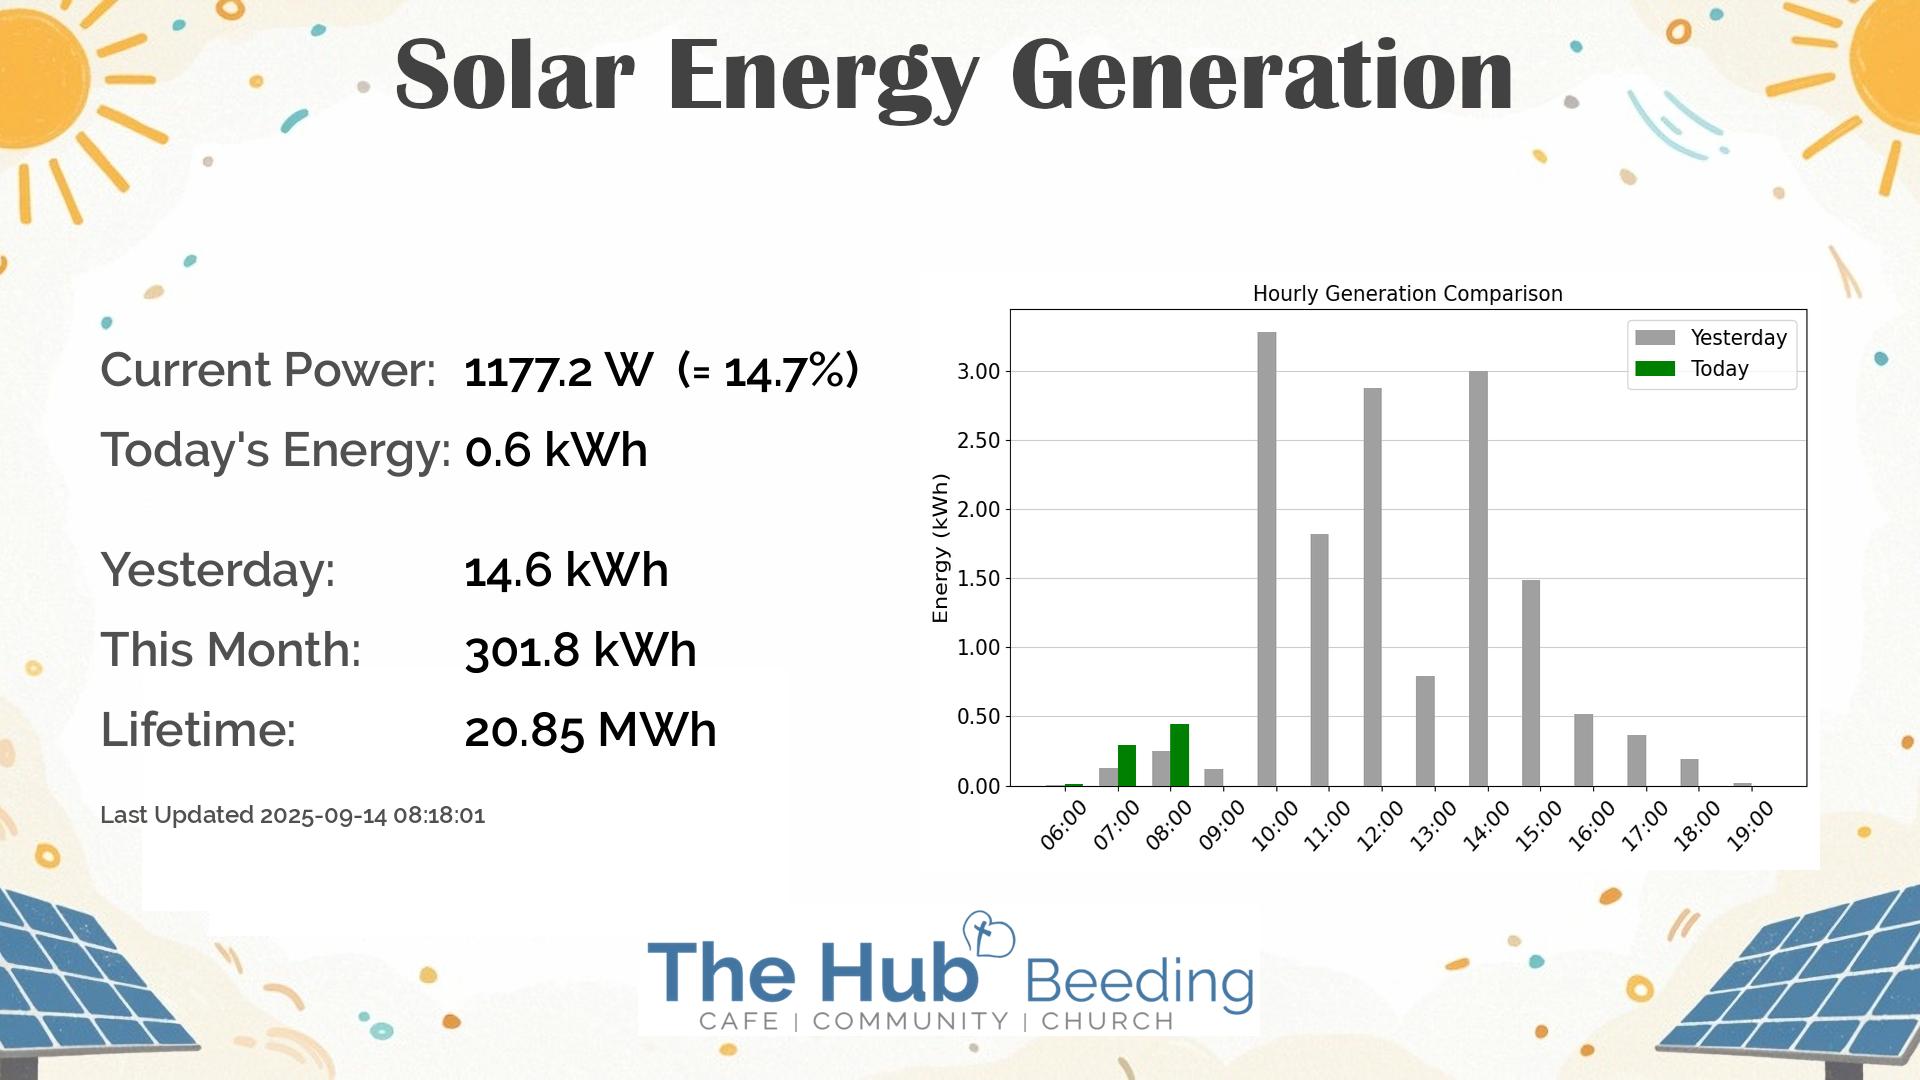 Solar Energy Generation
Current Power: 1177.2 W (= 14.7%)
Today's Energy: 0.6 kWh
Yesterday: 14.6 kWh
This Month: 301.8 kWh
Lifetime: 20.85 MWh
Last Updated 2025-09-14 08:18:01
Hourly Generation Comparison
Yesterday
Today
Energy (kWh)
3.00
2.50
2.00
1.50
1.00
0.50
0.00
06:00 07:00 08:00 09:00 10:00 11:00 12:00 13:00 14:00 15:00 16:00 17:00 18:00 19:00
The Hub Beeding
CAFE | COMMUNITY | CHURCH